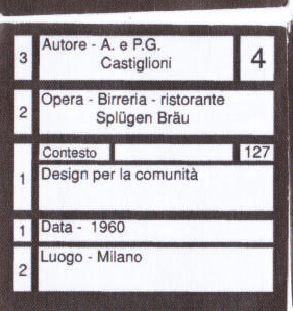 3 Autore - A. e P.G. 4
Castiglioni
2 Opera - Birreria - ristorante
Splügen Bräu
Contesto 127
1 Design per la comunità
1 Data - 1960
2 Luogo - Milano